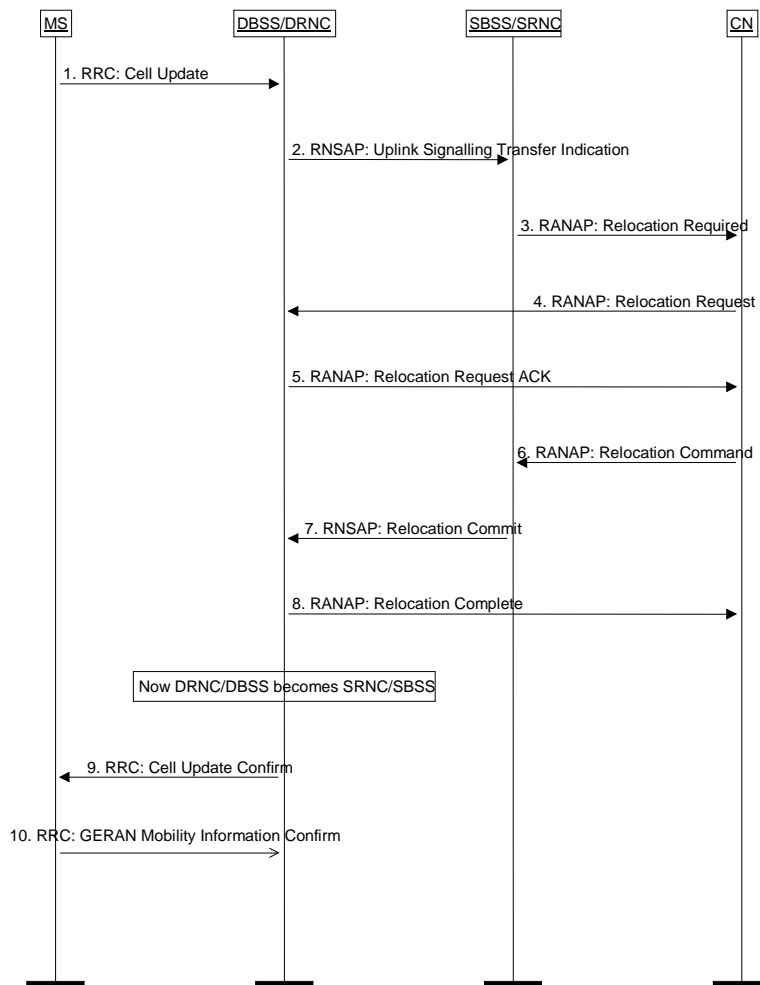 MS
DBSS/DRNC
SBSS/SRNC
CN
1. RRC: Cell Update
2. RNSAP: Uplink Signalling Transfer Indication
3. RANAP: Relocation Required
4. RANAP: Relocation Request
5. RANAP: Relocation Request ACK
6. RANAP: Relocation Command
7. RNSAP: Relocation Commit
8. RANAP: Relocation Complete
Now DRNC/DBSS becomes SRNC/SBSS
9. RRC: Cell Update Confirm
10. RRC: GERAN Mobility Information Confirm